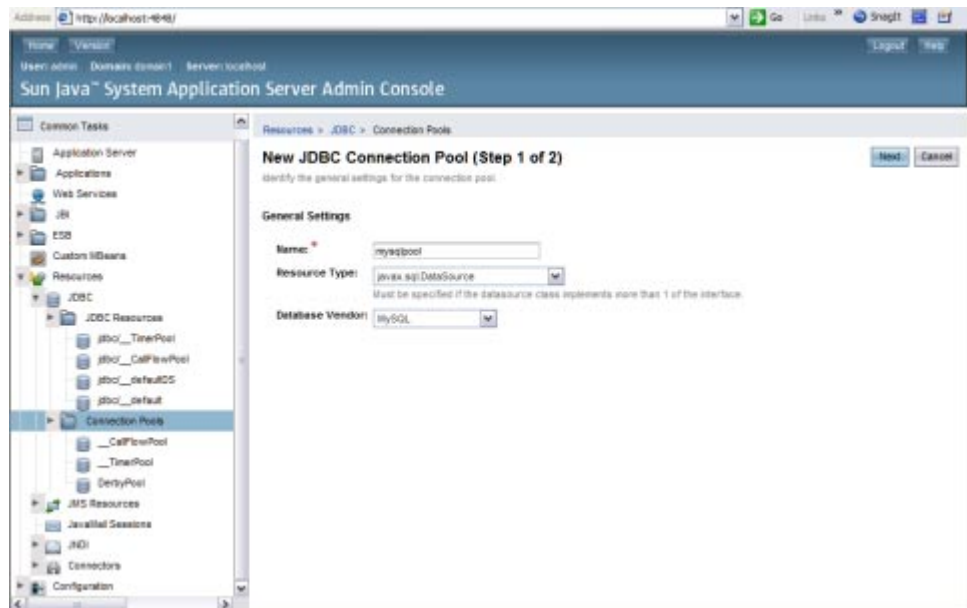 Address http://localhost:4848/ Go Links » SnagIt
Home Version Logout Help
User: admin Domain: domain1 Server: localhost
Sun Java™ System Application Server Admin Console
Common Tasks
Application Server
Applications
Web Services
JBI
ESB
Custom MBeans
Resources
JDBC
JDBC Resources
jdbc/__TimerPool
jdbc/__CallFlowPool
jdbc/__defaultDS
jdbc/__default
Connection Pools
__CallFlowPool
__TimerPool
DerbyPool
JMS Resources
JavaMail Sessions
JNDI
Connectors
Configuration
Resources > JDBC > Connection Pools
New JDBC Connection Pool (Step 1 of 2) Next Cancel
Identify the general settings for the connection pool.
General Settings
Name: * mysqlpool
Resource Type: javax.sql.DataSource
Must be specified if the datasource class implements more than 1 of the interface.
Database Vendor: MySQL